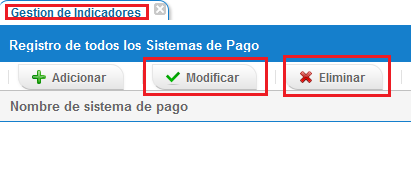 Gestion de Indicadores
Registro de todos los Sistemas de Pago
Adicionar Modificar Eliminar
Nombre de sistema de pago